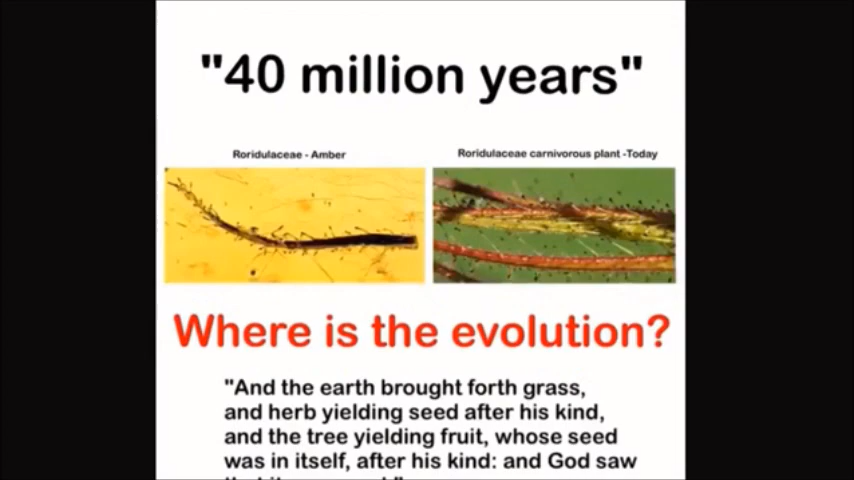 "40 million years"
Roridulaceae - Amber
Roridulaceae carnivorous plant -Today
Where is the evolution?
"And the earth brought forth grass,
and herb yielding seed after his kind,
and the tree yielding fruit, whose seed
was in itself, after his kind: and God saw